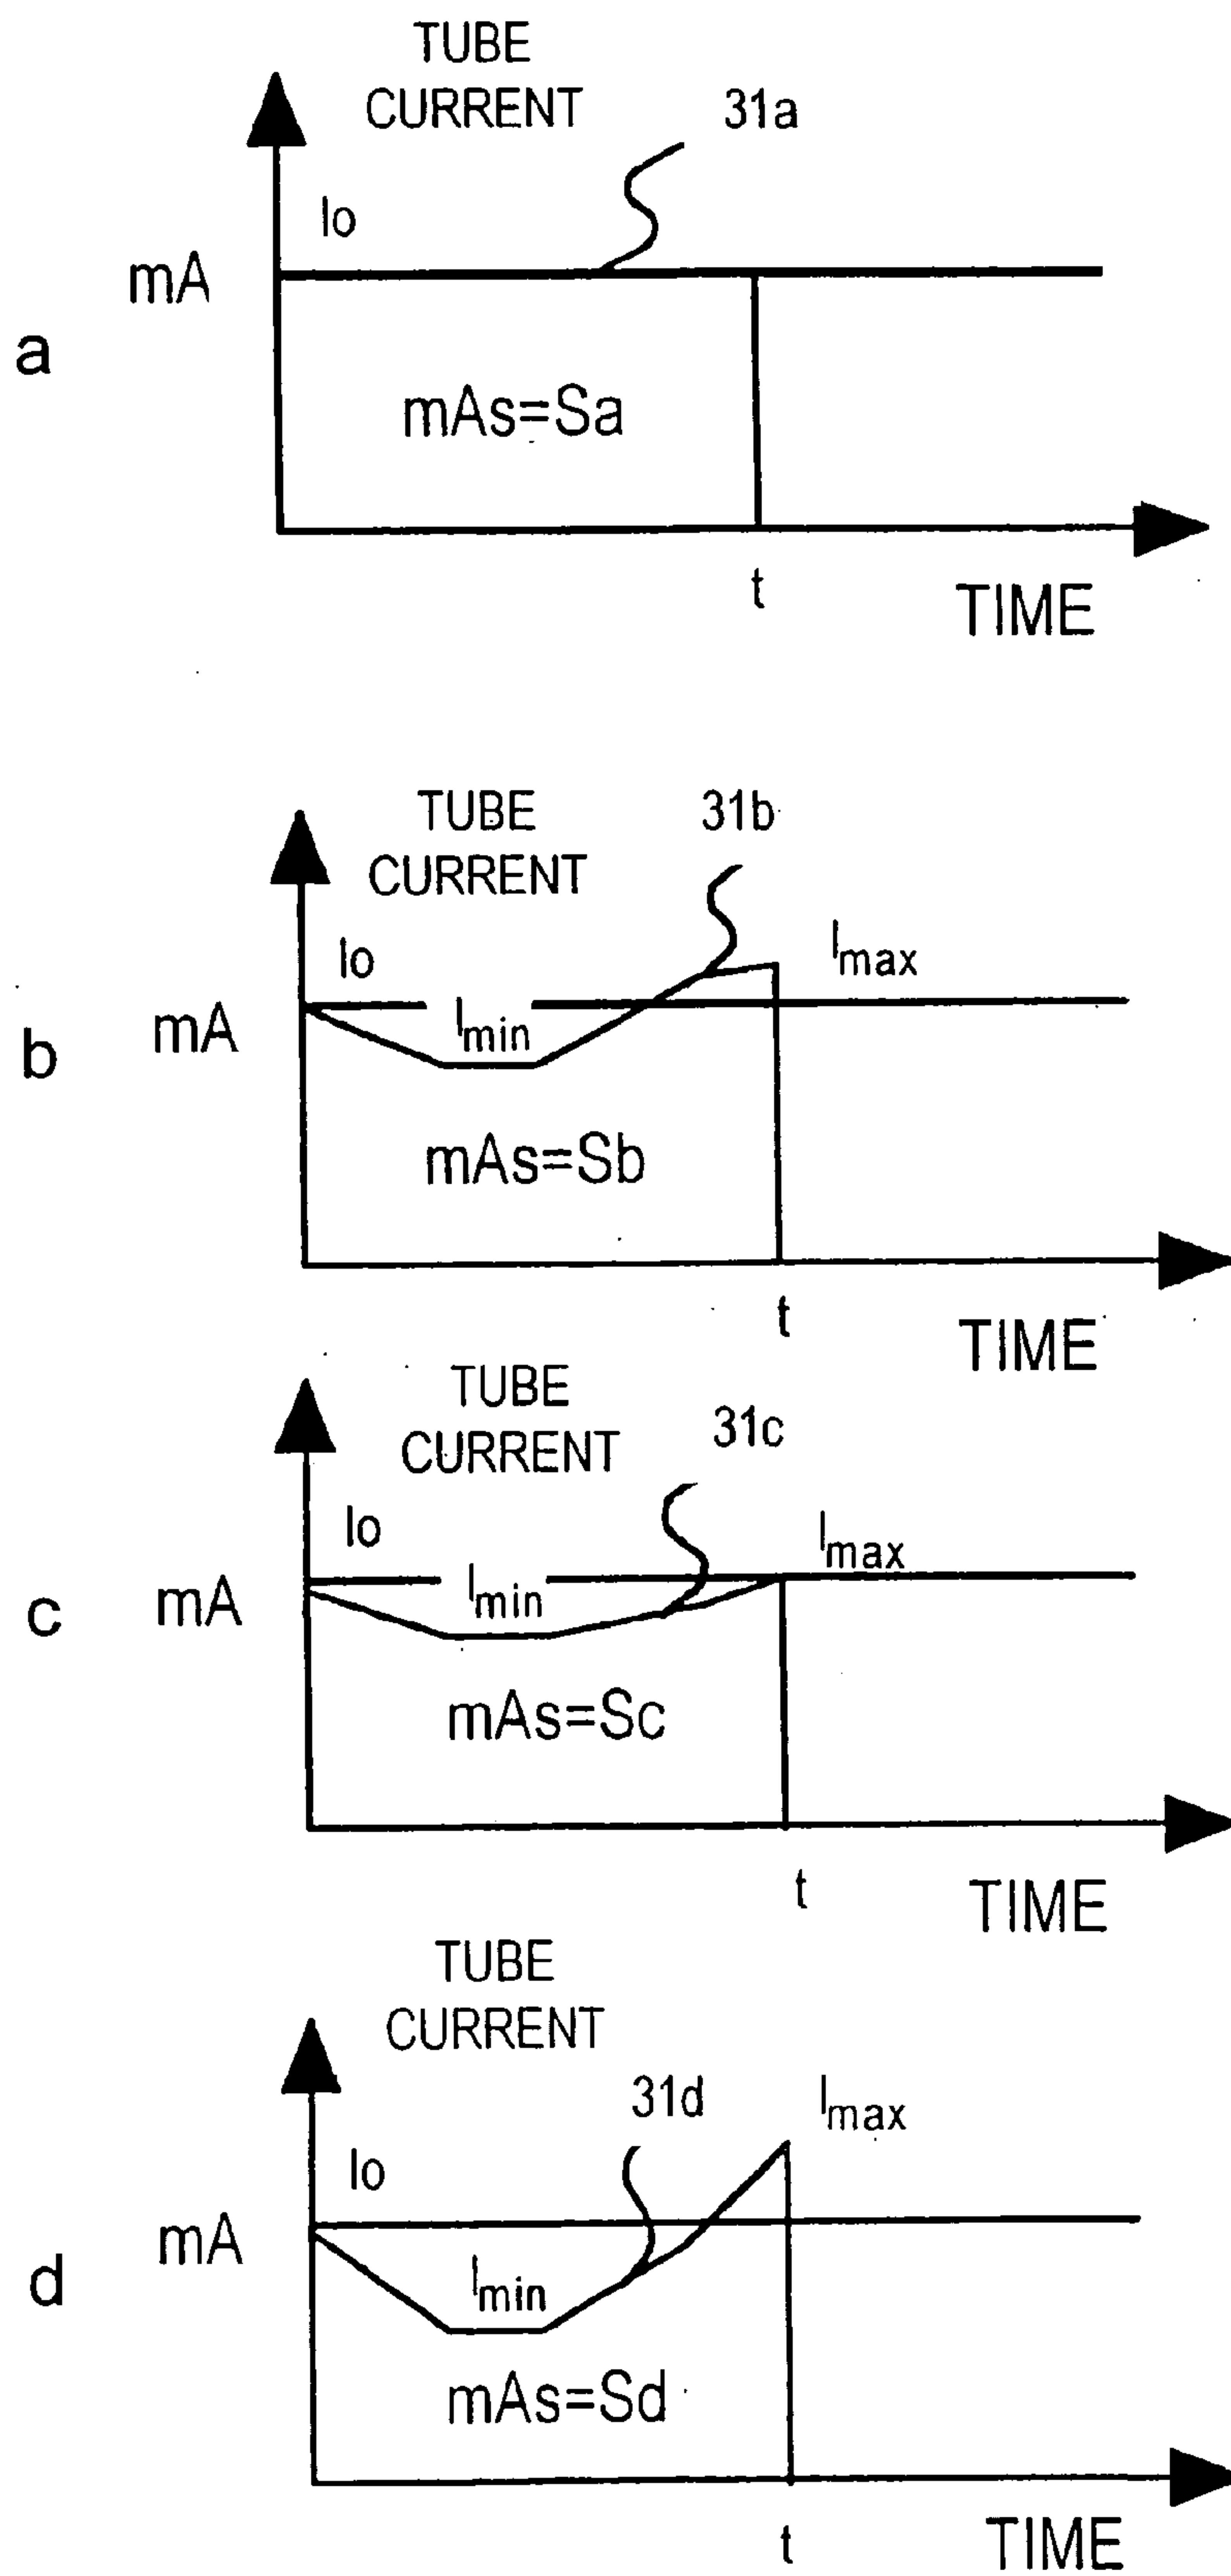 TUBE
CURRENT
31a
Io
mA
a
mAs=Sa
t
TIME
TUBE
CURRENT
31b
Io
Imax
Imin
mA
b
mAs=Sb
t
TIME
TUBE
CURRENT
31c
Io
Imax
Imin
mA
c
mAs=Sc
t
TIME
TUBE
CURRENT
31d
Imax
Io
mA
Imin
d
mAs=Sd
t
TIME